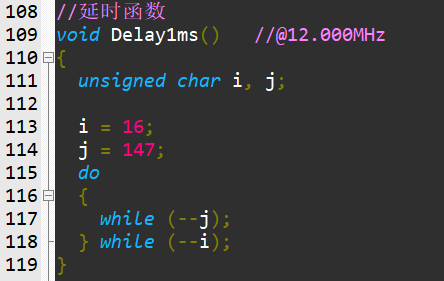 108 //延时函数
109 void Delay1ms()   //@12.000MHz
110 {
111   unsigned char i, j;
112
113   i = 16;
114   j = 147;
115   do
116   {
117     while (--j);
118   } while (--i);
119 }